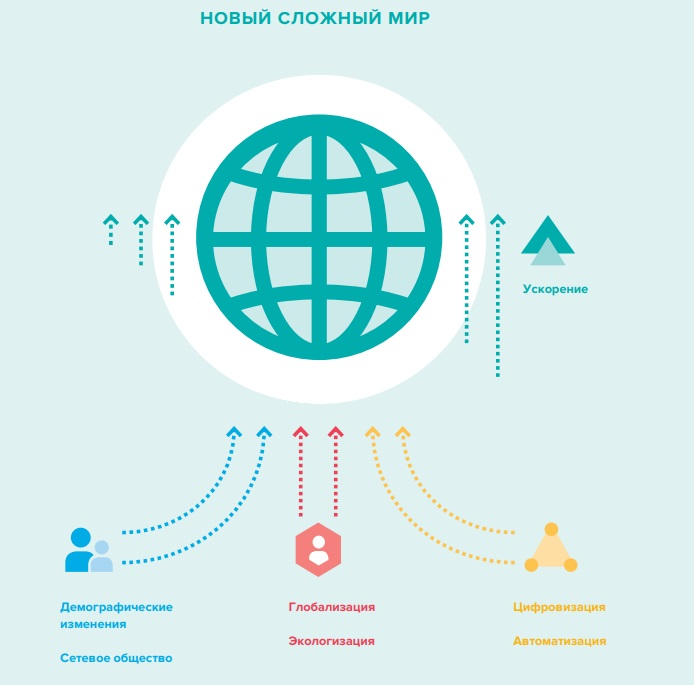 НОВЫЙ СЛОЖНЫЙ МИР
Ускорение
Демографические
изменения
Сетевое общество
Глобализация
Экологизация
Цифровизация
Автоматизация